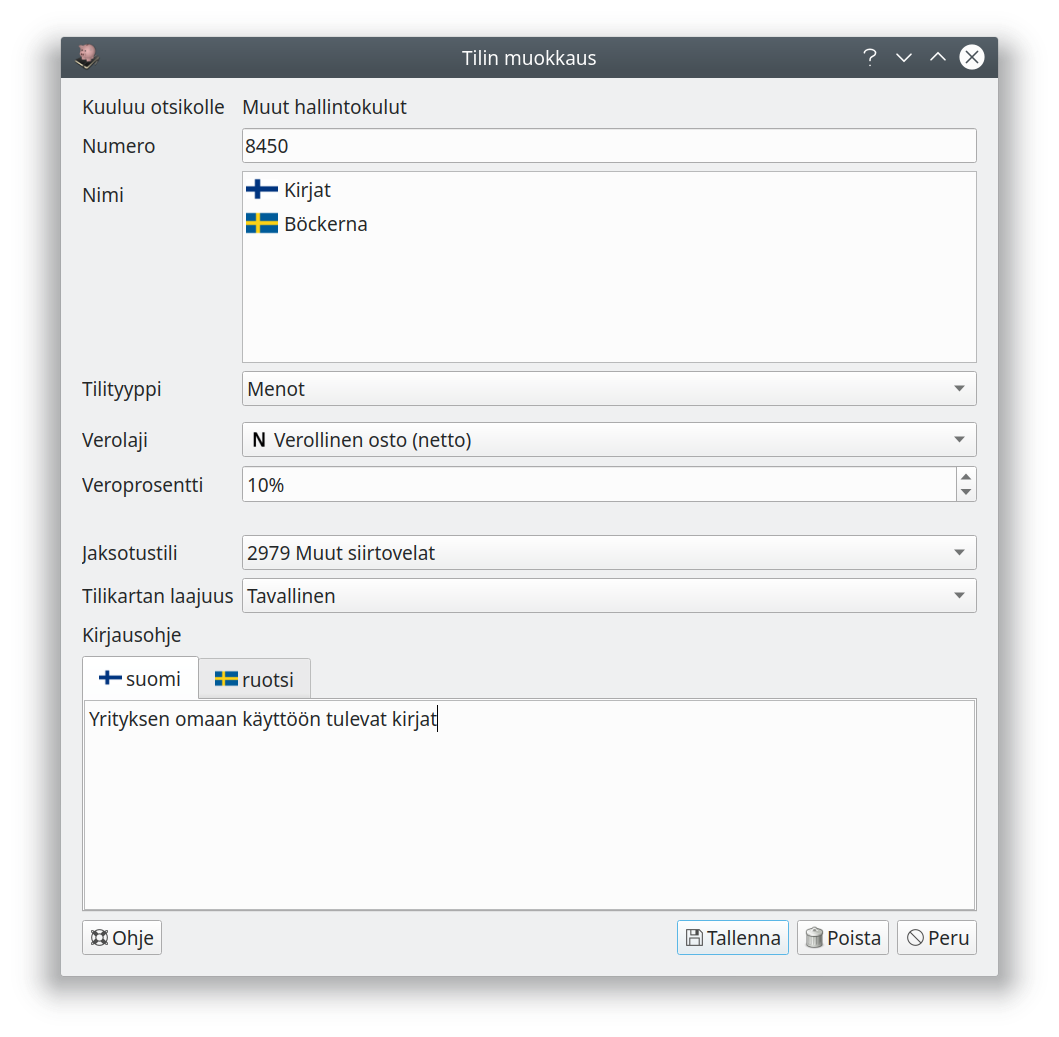 Tilin muokkaus
Kuuluu otsikolle Muut hallintokulut
Numero 8450
Nimi Kirjat
Böckerna
Tilityyppi Menot
Verolaji N Verollinen osto (netto)
Veroprosentti 10%
Jaksotustili 2979 Muut siirtovelat
Tilikartan laajuus Tavallinen
Kirjausohje
suomi ruotsi
Yrityksen omaan käyttöön tulevat kirjat
Ohje Tallenna Poista Peru